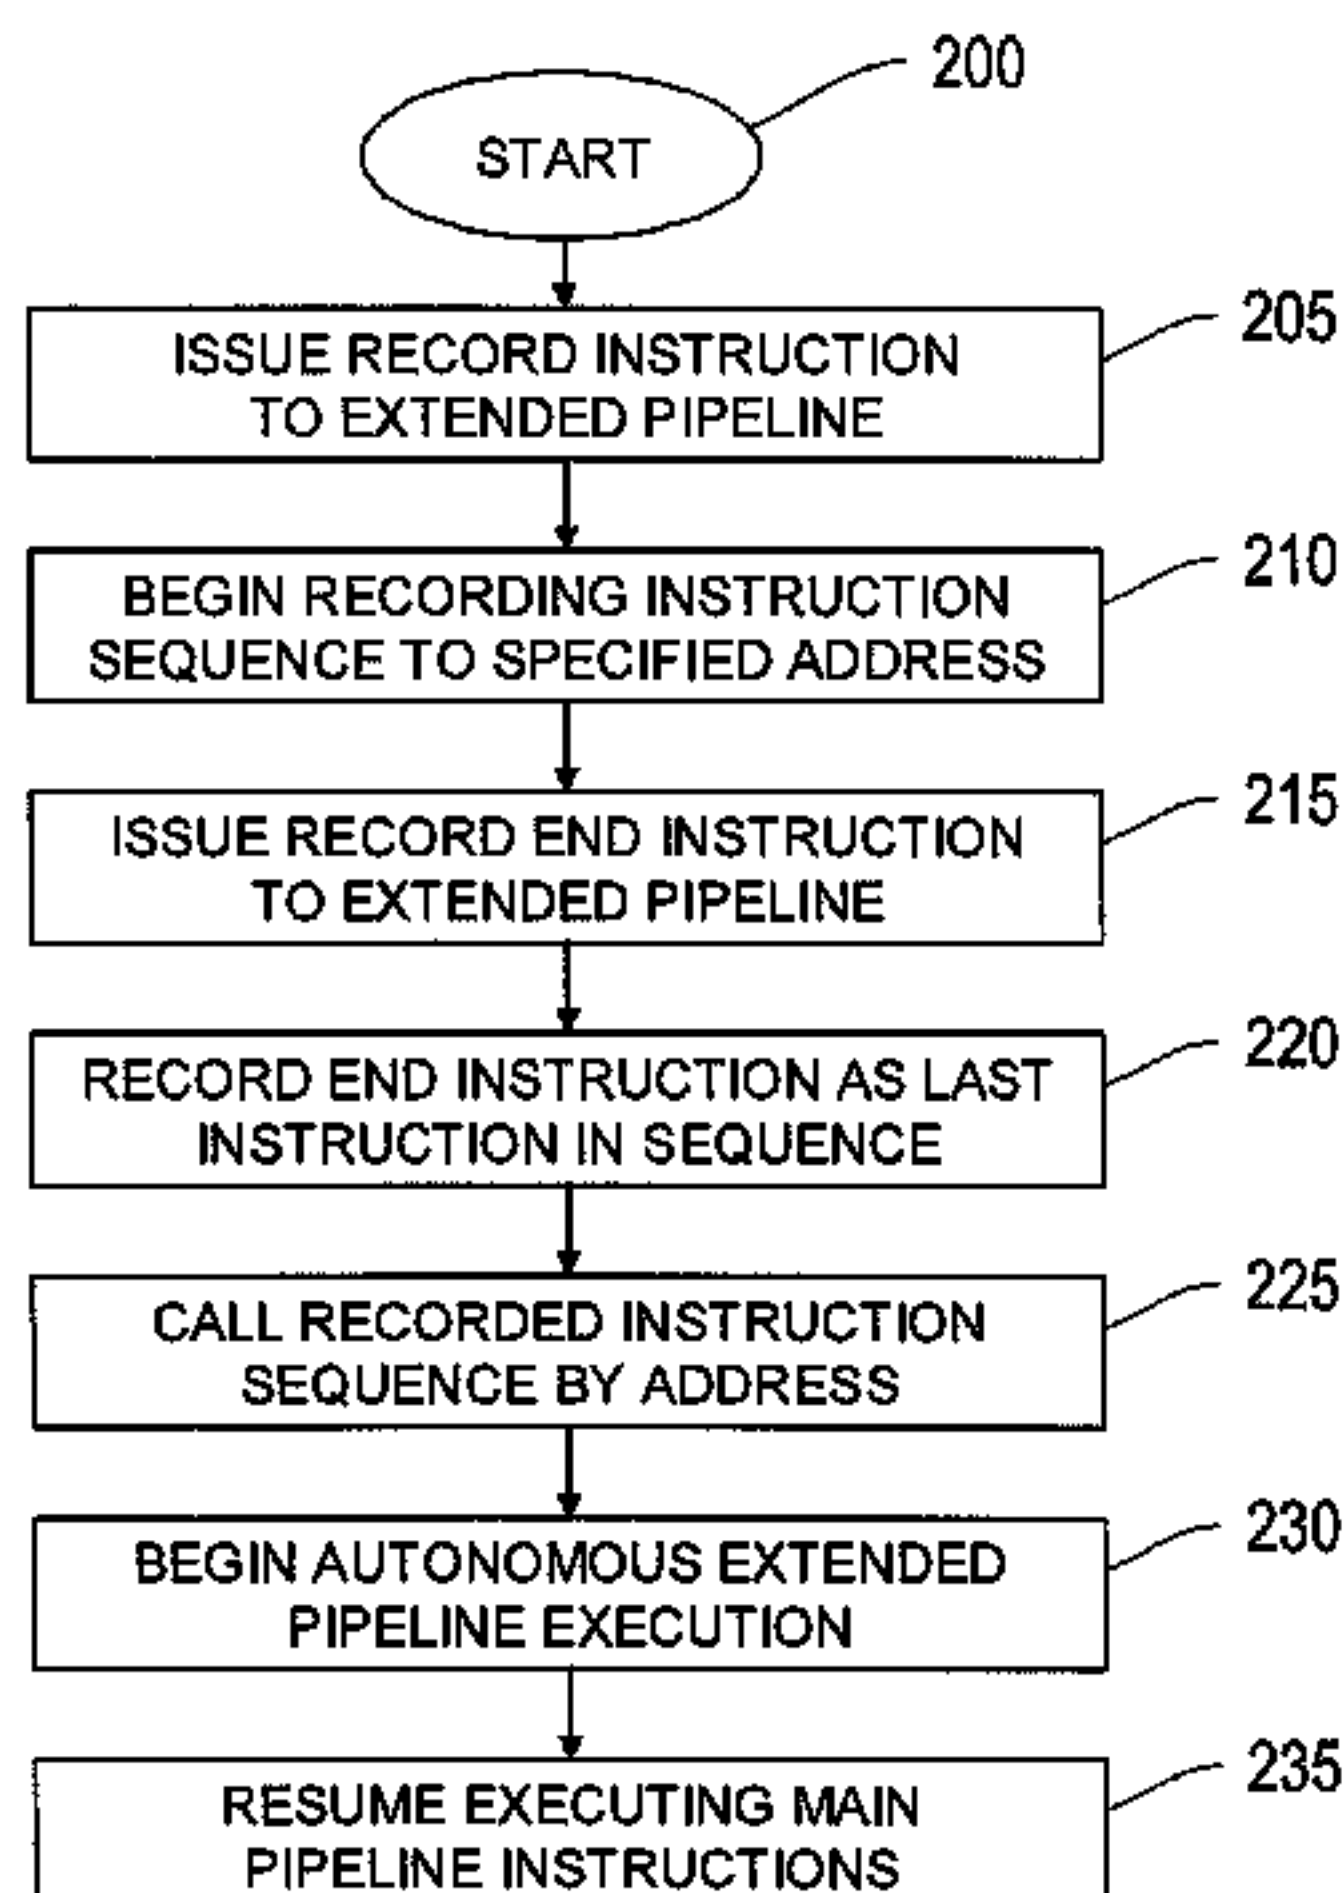 200
START
205
ISSUE RECORD INSTRUCTION
TO EXTENDED PIPELINE
210
BEGIN RECORDING INSTRUCTION
SEQUENCE TO SPECIFIED ADDRESS
215
ISSUE RECORD END INSTRUCTION
TO EXTENDED PIPELINE
220
RECORD END INSTRUCTION AS LAST
INSTRUCTION IN SEQUENCE
225
CALL RECORDED INSTRUCTION
SEQUENCE BY ADDRESS
230
BEGIN AUTONOMOUS EXTENDED
PIPELINE EXECUTION
235
RESUME EXECUTING MAIN
PIPELINE INSTRUCTIONS